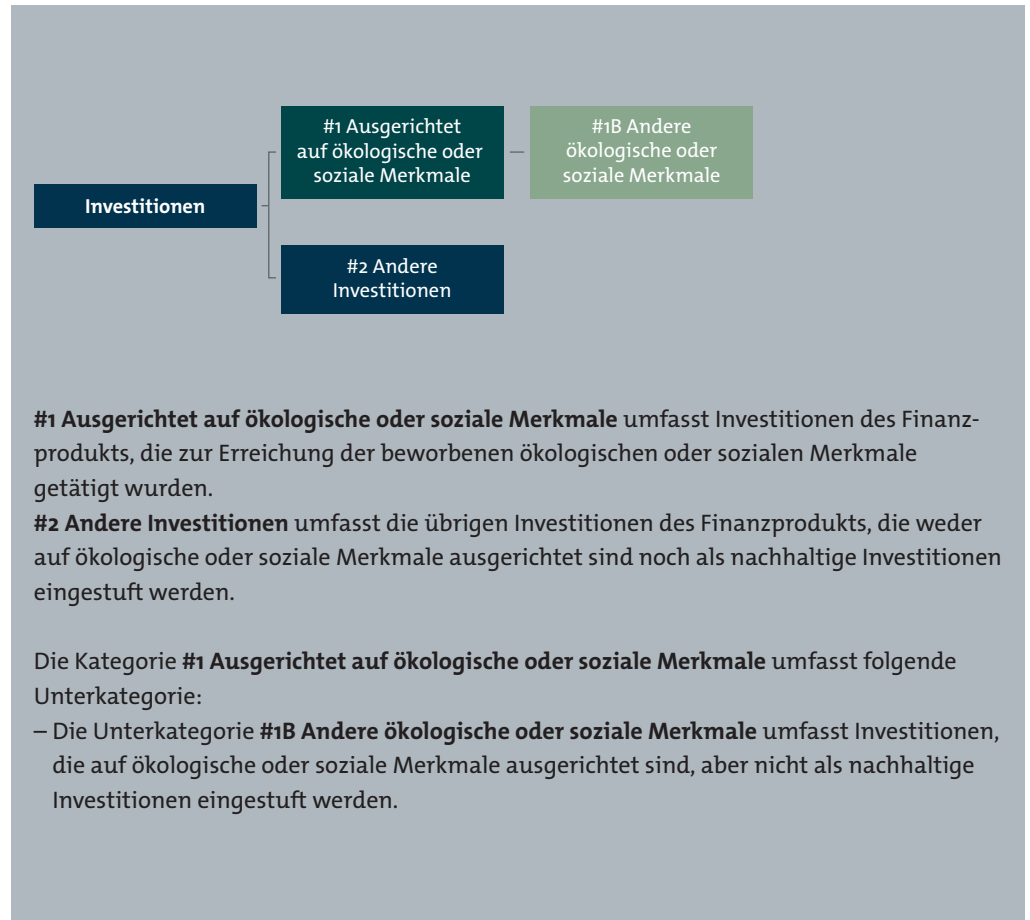 #1 Ausgerichtet
auf ökologische oder
soziale Merkmale
#1B Andere
ökologische oder
soziale Merkmale
Investitionen
#2 Andere
Investitionen
#1 Ausgerichtet auf ökologische oder soziale Merkmale umfasst Investitionen des Finanz-
produkts, die zur Erreichung der beworbenen ökologischen oder sozialen Merkmale
getätigt wurden.
#2 Andere Investitionen umfasst die übrigen Investitionen des Finanzprodukts, die weder
auf ökologische oder soziale Merkmale ausgerichtet sind noch als nachhaltige Investitionen
eingestuft werden.
Die Kategorie #1 Ausgerichtet auf ökologische oder soziale Merkmale umfasst folgende
Unterkategorie:
– Die Unterkategorie #1B Andere ökologische oder soziale Merkmale umfasst Investitionen,
die auf ökologische oder soziale Merkmale ausgerichtet sind, aber nicht als nachhaltige
Investitionen eingestuft werden.